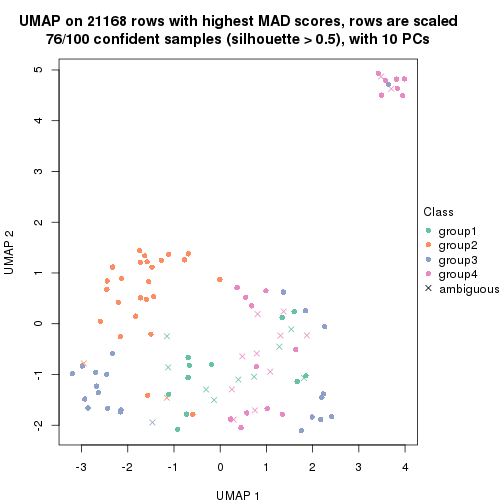 UMAP on 21168 rows with highest MAD scores, rows are scaled
76/100 confident samples (silhouette > 0.5), with 10 PCs
5
4
3
2
1
0
-1
-2
UMAP 2
-3 -2 -1 0 1 2 3 4
UMAP 1
Class
group1
group2
group3
group4
ambiguous